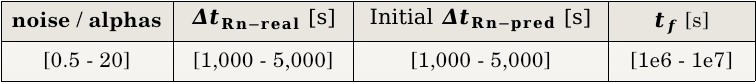 noise / alphas Δt_Rn−real [s] Initial Δt_Rn−pred [s] t_f [s]
[0.5 - 20] [1,000 - 5,000] [1,000 - 5,000] [1e6 - 1e7]